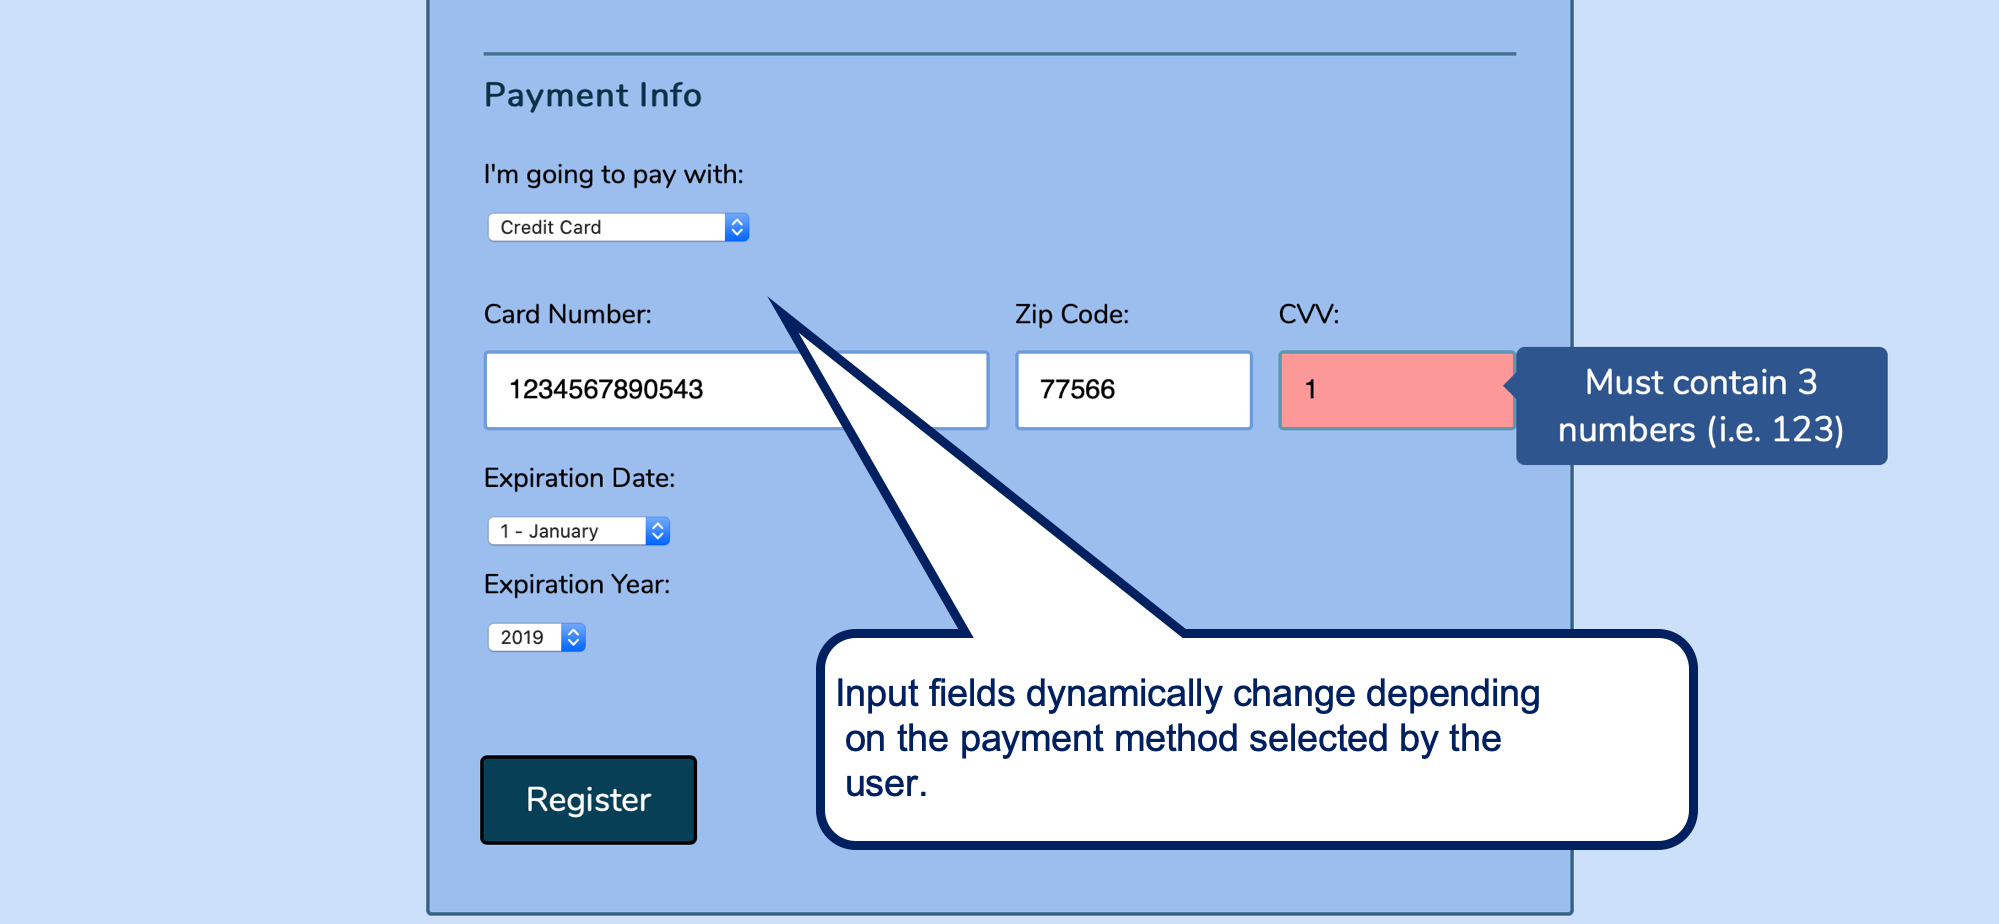 Payment Info
I'm going to pay with:
Credit Card
Card Number:
Zip Code:
CVV:
1234567890543
77566
1
Must contain 3
numbers (i.e. 123)
Expiration Date:
1 - January
Expiration Year:
2019
Input fields dynamically change depending
on the payment method selected by the
user.
Register